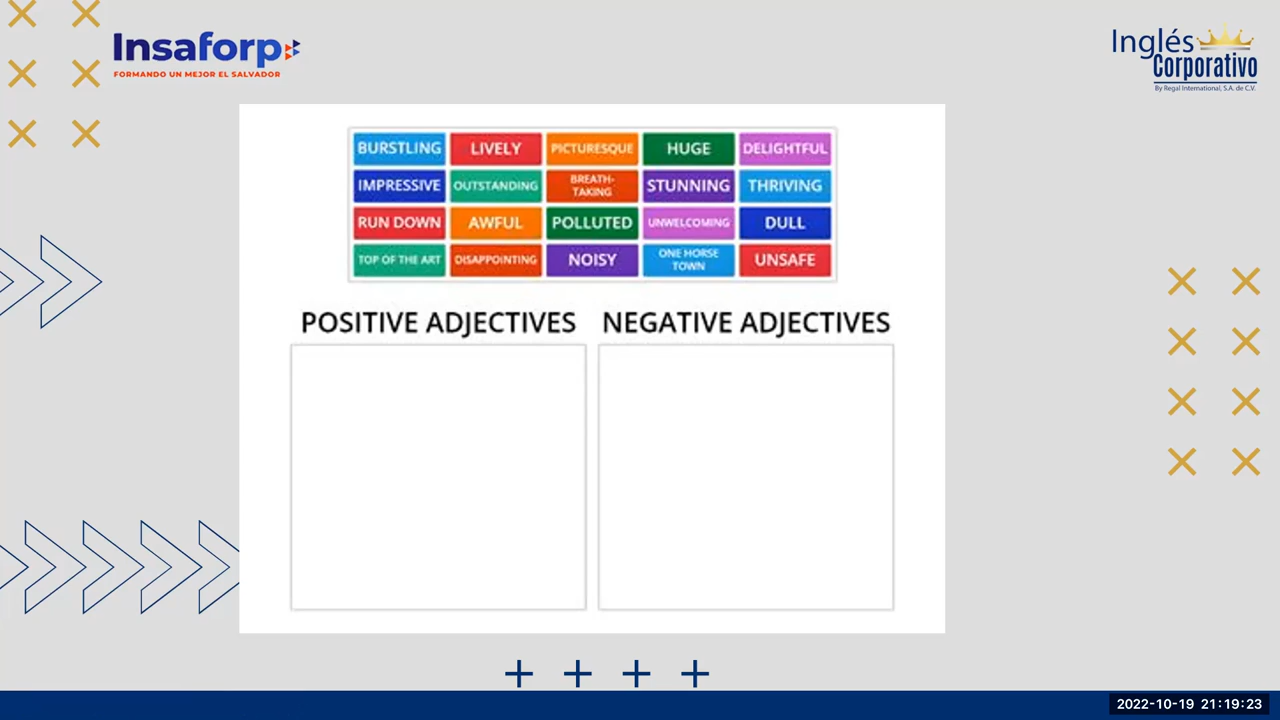 Insaforp
FORMANDO UN MEJOR EL SALVADOR
Inglés
Corporativo
By Regal International, S.A. de C.V.
BURSTLING LIVELY PICTURESQUE HUGE DELIGHTFUL
IMPRESSIVE OUTSTANDING BREATH-
TAKING STUNNING THRIVING
RUN DOWN AWFUL POLLUTED UNWELCOMING DULL
TOP OF THE ART DISAPPOINTING NOISY ONE HORSE
TOWN UNSAFE
POSITIVE ADJECTIVES NEGATIVE ADJECTIVES
2022-10-19 21:19:23